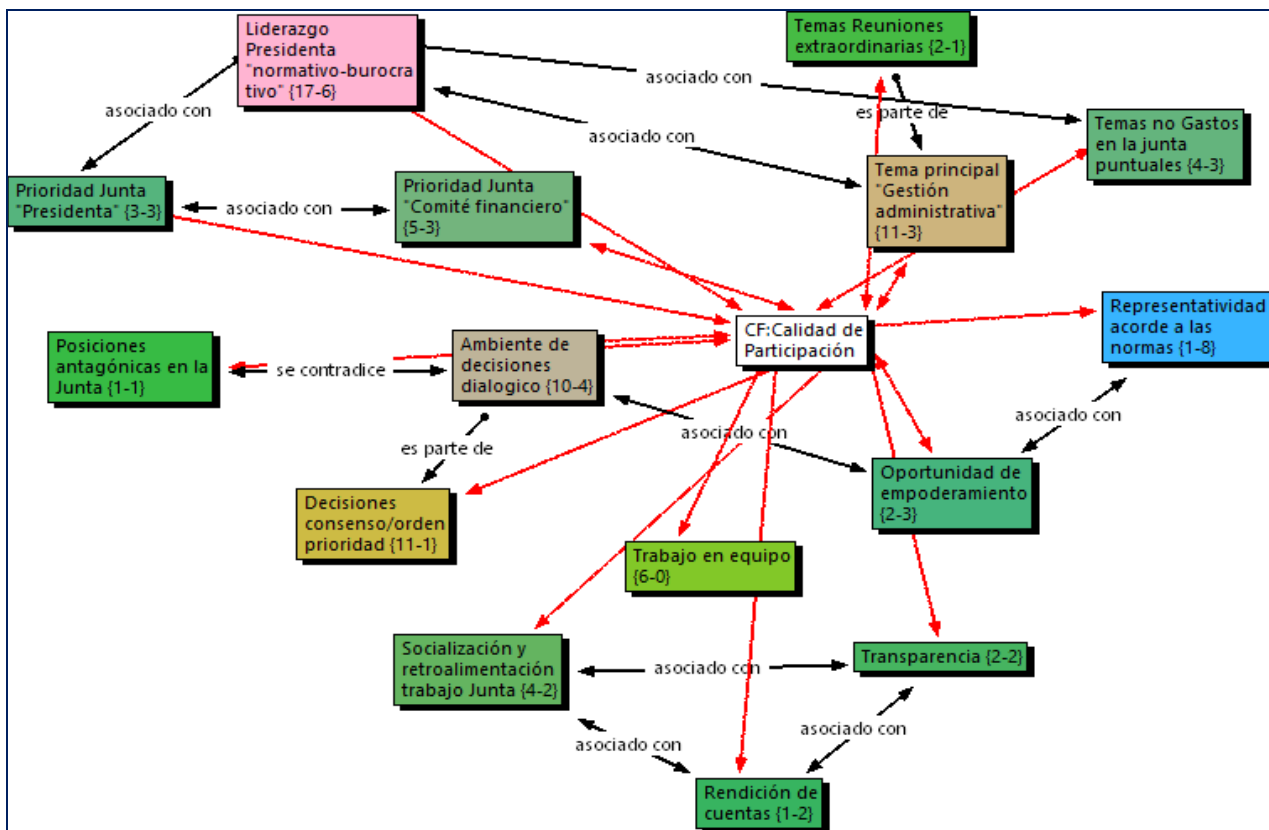 Liderazgo
Presidenta
"normativo-burocra
tivo" {17-6}
Temas Reuniones
extraordinarias {2-1}
asociado con
asociado con
es parte de
Temas no Gastos
en la junta
puntuales {4-3}
asociado con
Tema principal
"Gestión
administrativa"
{11-3}
Prioridad Junta
"Presidenta" {3-3}
asociado con
Prioridad Junta
"Comité financiero"
{5-3}
Representatividad
acorde a las
normas {1-8}
CF:Calidad de
Participación
Posiciones
antagónicas en la
Junta {1-1}
se contradice
Ambiente de
decisiones
dialogico {10-4}
asociado con
asociado con
es parte de
Oportunidad de
empoderamiento
{2-3}
Decisiones
consenso/orden
prioridad {11-1}
Trabajo en equipo
{6-0}
Socialización y
retroalimentación
trabajo Junta {4-2}
asociado con
Transparencia {2-2}
asociado con
asociado con
Rendición de
cuentas {1-2}